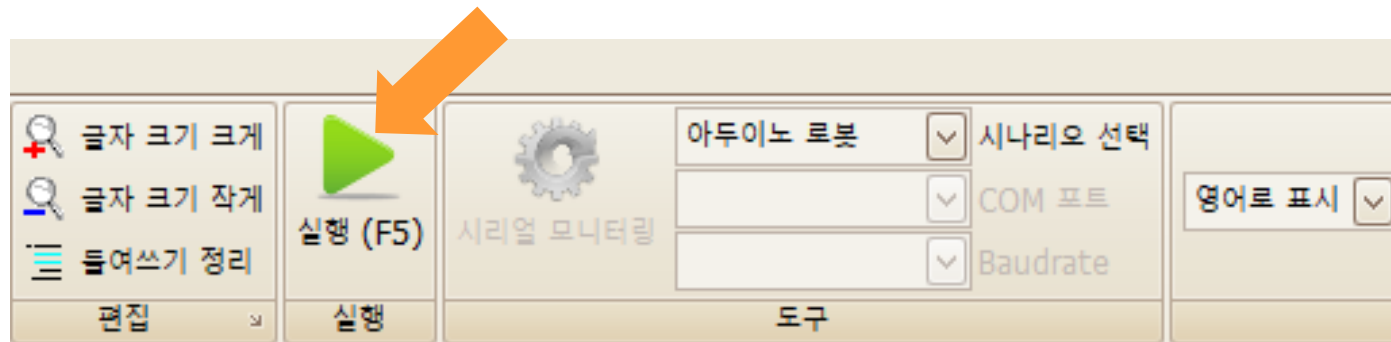 글자 크기 크게
글자 크기 작게
들여쓰기 정리
편집
실행 (F5)
실행
시리얼 모니터링
아두이노 로봇
시나리오 선택
COM 포트
Baudrate
도구
영어로 표시